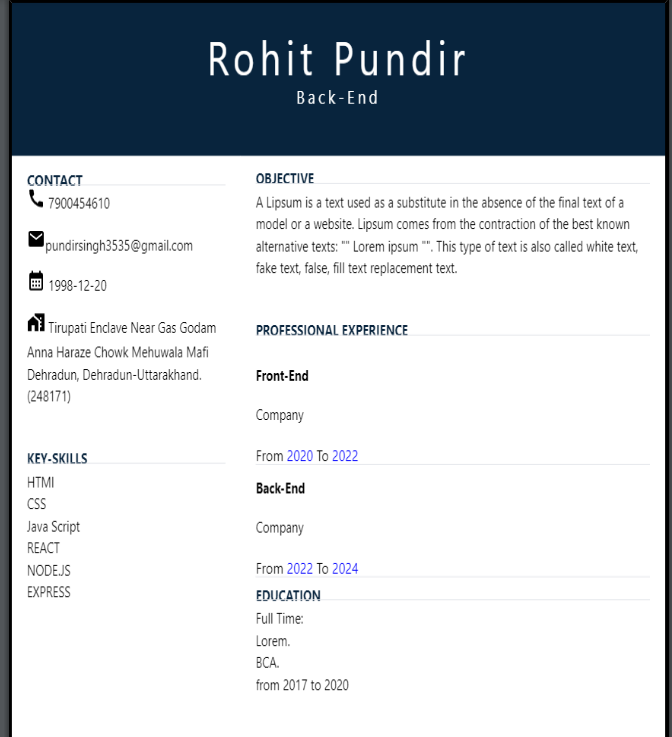 Rohit Pundir
Back-End
CONTACT
7900454610
pundirsingh3535@gmail.com
1998-12-20
Tirupati Enclave Near Gas Godam
Anna Haraze Chowk Mehuwala Mafi
Dehradun, Dehradun-Uttarakhand.
(248171)
KEY-SKILLS
HTMl
CSS
Java Script
REACT
NODE.JS
EXPRESS
OBJECTIVE
A Lipsum is a text used as a substitute in the absence of the final text of a
model or a website. Lipsum comes from the contraction of the best known
alternative texts: "" Lorem ipsum "". This type of text is also called white text,
fake text, false, fill text replacement text.
PROFESSIONAL EXPERIENCE
Front-End
Company
From 2020 To 2022
Back-End
Company
From 2022 To 2024
EDUCATION
Full Time:
Lorem.
BCA.
from 2017 to 2020